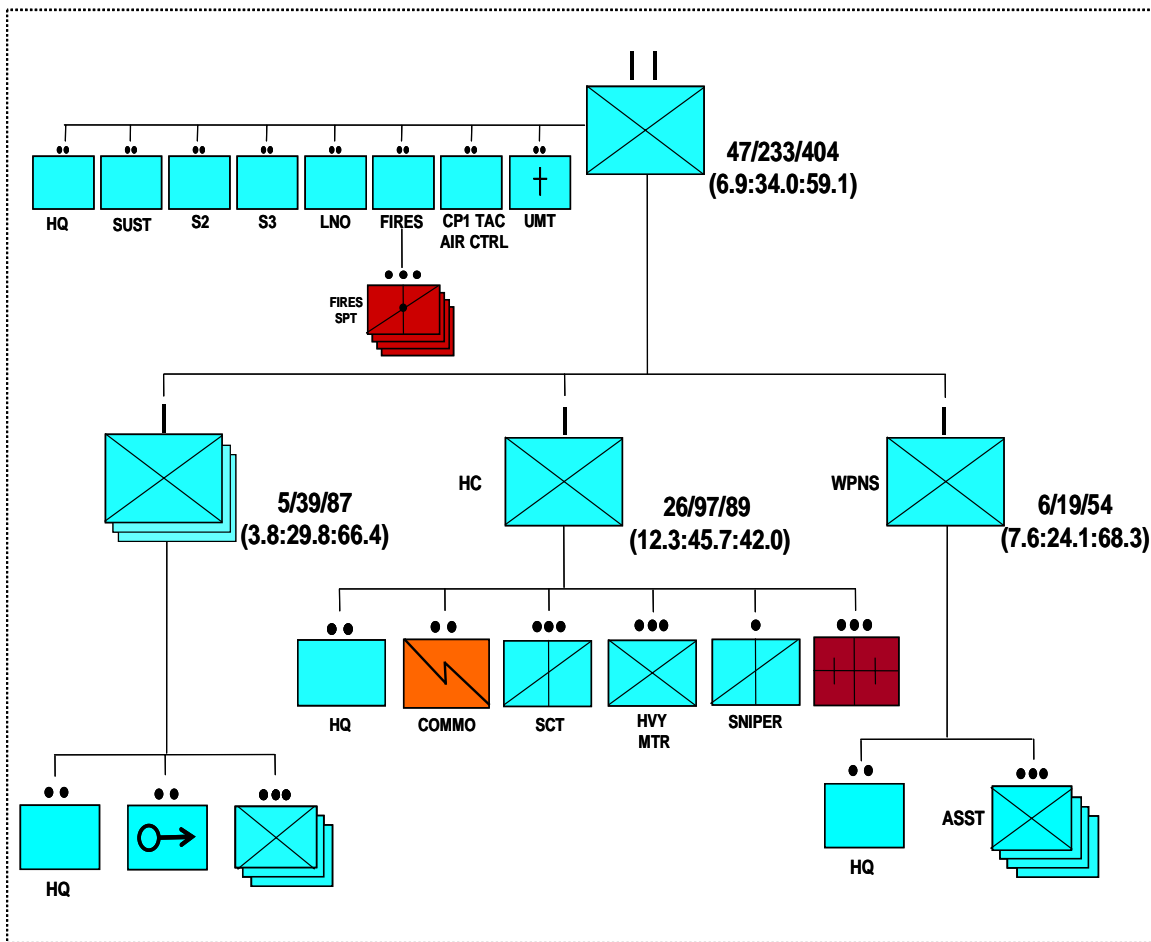 47/233/404
(6.9:34.0:59.1)
HQ
SUST
S2
S3
LNO
FIRES
CP1 TAC
AIR CTRL
UMT
FIRES
SPT
5/39/87
(3.8:29.8:66.4)
HC
26/97/89
(12.3:45.7:42.0)
WPNS
6/19/54
(7.6:24.1:68.3)
HQ
COMMO
SCT
HVY
MTR
SNIPER
HQ
ASST
HQ